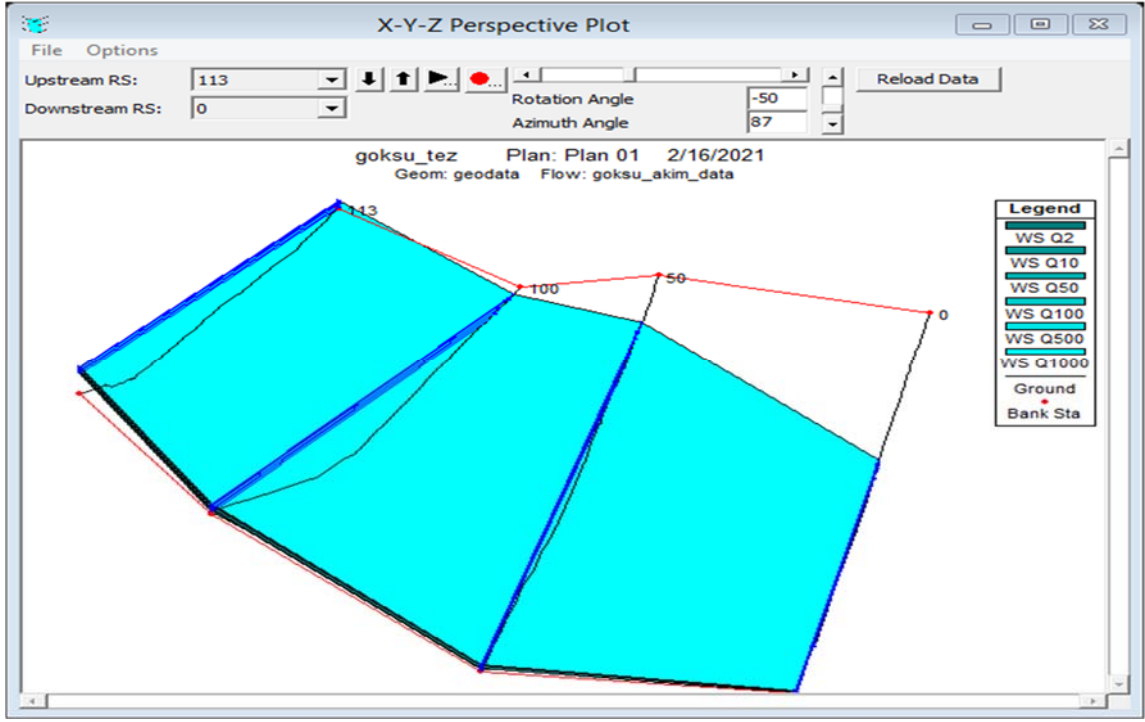 X-Y-Z Perspective Plot
File Options
Upstream RS: 113
Downstream RS: 0
Rotation Angle -50
Azimuth Angle 87
Reload Data
goksu_tez Plan: Plan 01 2/16/2021
Geom: geodata Flow: goksu_akim_data
113
100
50
0
Legend
WS Q2
WS Q10
WS Q50
WS Q100
WS Q500
WS Q1000
Ground
Bank Sta